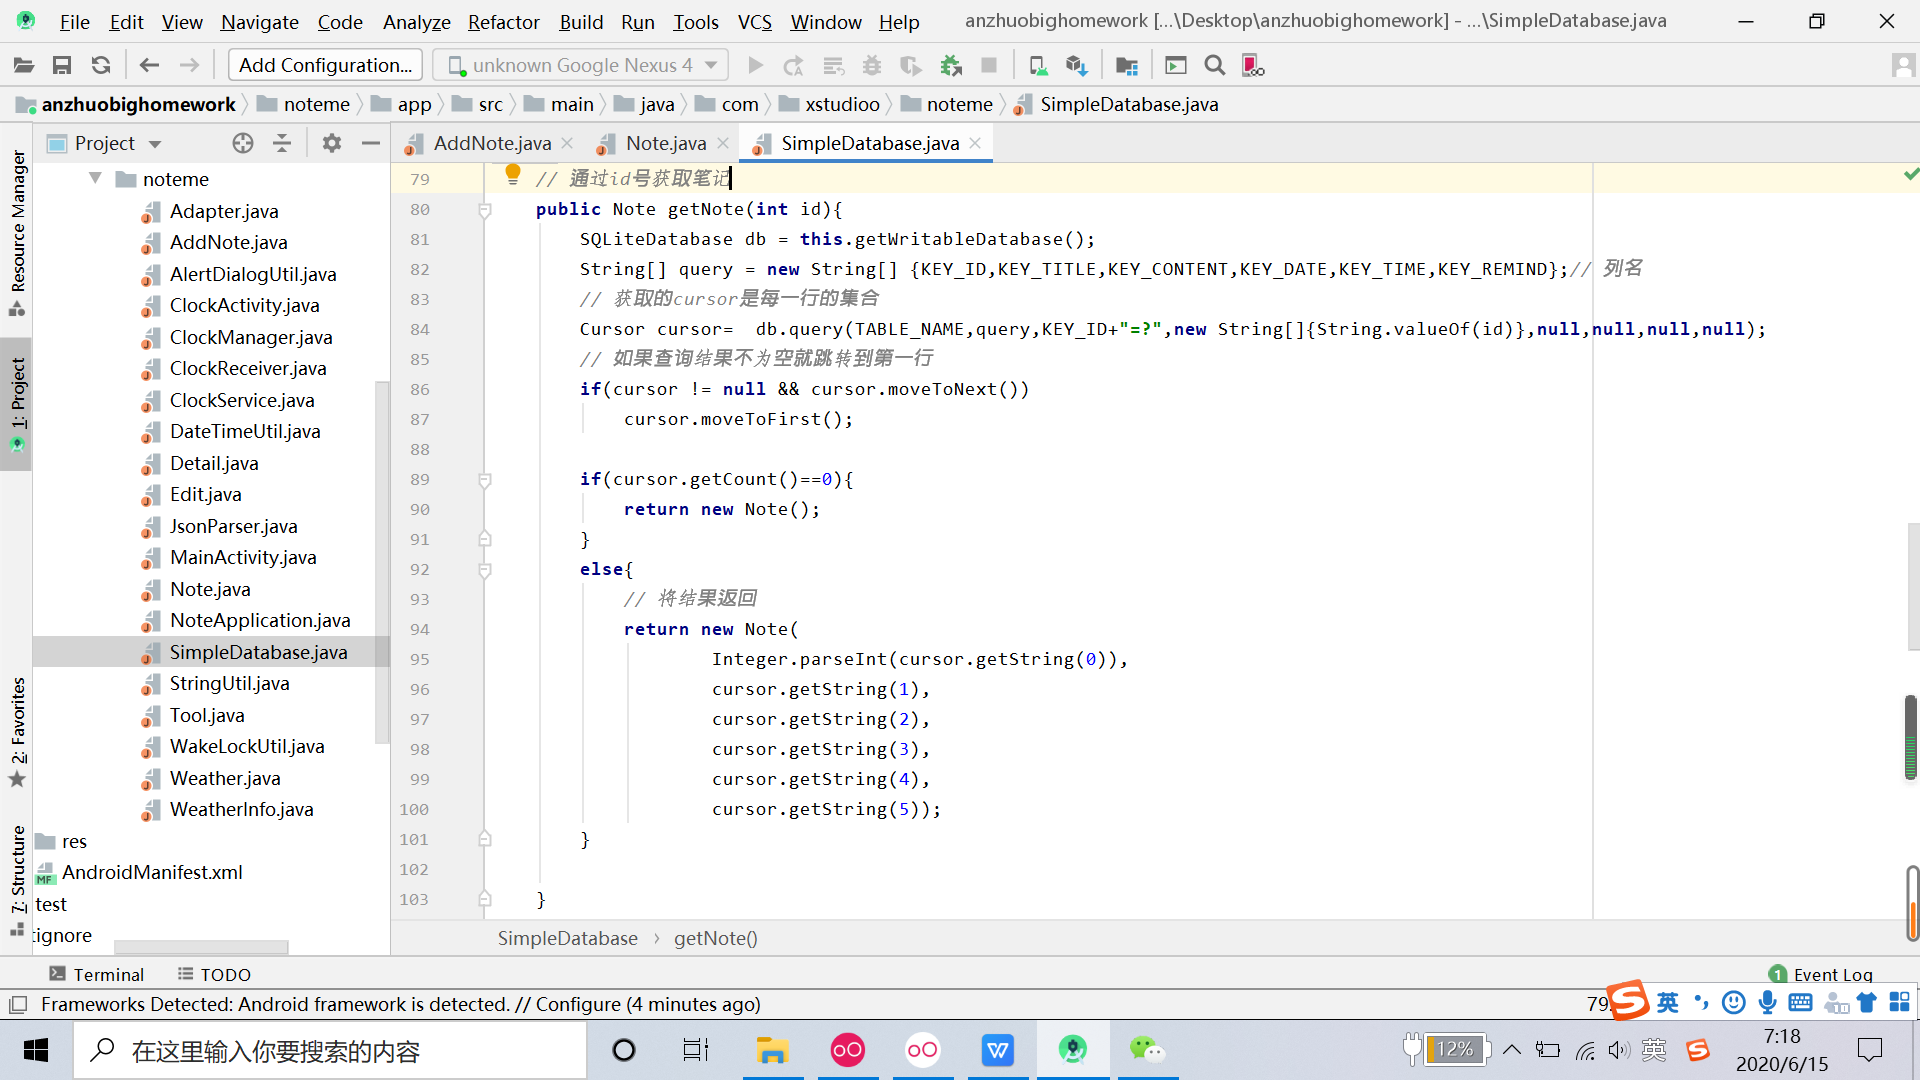 File Edit View Navigate Code Analyze Refactor Build Run Tools VCS Window Help anzhuobighomework [...\Desktop\anzhuobighomework] - ...\SimpleDatabase.java
Add Configuration... unknown Google Nexus 4
anzhuobighomework noteme app src main java com xstudioo noteme SimpleDatabase.java
Project AddNote.java Note.java SimpleDatabase.java
Resource Manager
1: Project
2: Favorites
7: Structure
noteme
Adapter.java
AddNote.java
AlertDialogUtil.java
ClockActivity.java
ClockManager.java
ClockReceiver.java
ClockService.java
DateTimeUtil.java
Detail.java
Edit.java
JsonParser.java
MainActivity.java
Note.java
NoteApplication.java
SimpleDatabase.java
StringUtil.java
Tool.java
WakeLockUtil.java
Weather.java
WeatherInfo.java
res
AndroidManifest.xml
test
tignore
79 // 通过id号获取笔记
80 public Note getNote(int id){
81 SQLiteDatabase db = this.getWritableDatabase();
82 String[] query = new String[] {KEY_ID,KEY_TITLE,KEY_CONTENT,KEY_DATE,KEY_TIME,KEY_REMIND};// 列名
83 // 获取的cursor是每一行的集合
84 Cursor cursor= db.query(TABLE_NAME,query,KEY_ID+"=?",new String[]{String.valueOf(id)},null,null,null,null);
85 // 如果查询结果不为空就跳转到第一行
86 if(cursor != null && cursor.moveToNext())
87 cursor.moveToFirst();
88
89 if(cursor.getCount()==0){
90 return new Note();
91 }
92 else{
93 // 将结果返回
94 return new Note(
95 Integer.parseInt(cursor.getString(0)),
96 cursor.getString(1),
97 cursor.getString(2),
98 cursor.getString(3),
99 cursor.getString(4),
100 cursor.getString(5));
101 }
102
103 }
SimpleDatabase › getNote()
Terminal TODO 1 Event Log
Frameworks Detected: Android framework is detected. // Configure (4 minutes ago) 79 英
在这里输入你要搜索的内容 12% 英 7:18
2020/6/15